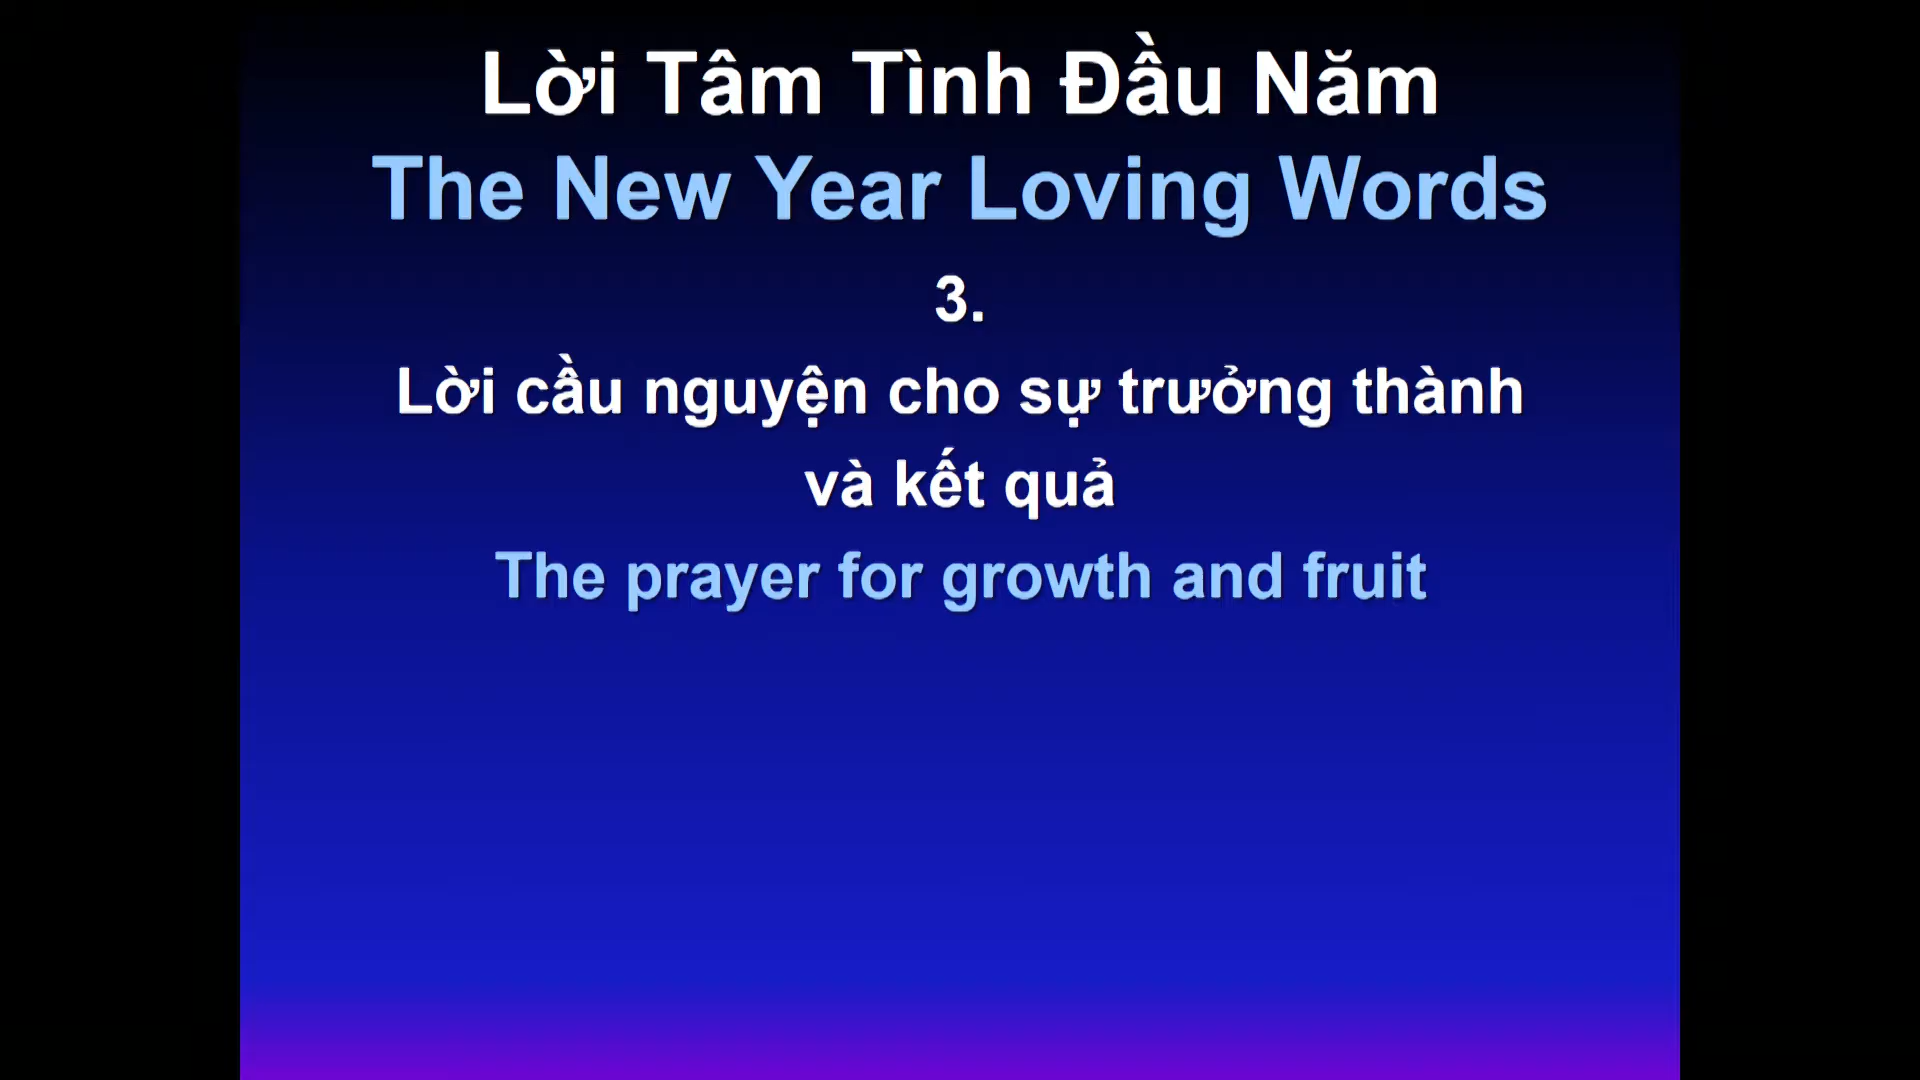 Lời Tâm Tình Đầu Năm
The New Year Loving Words
3.
Lời cầu nguyện cho sự trưởng thành
và kết quả
The prayer for growth and fruit